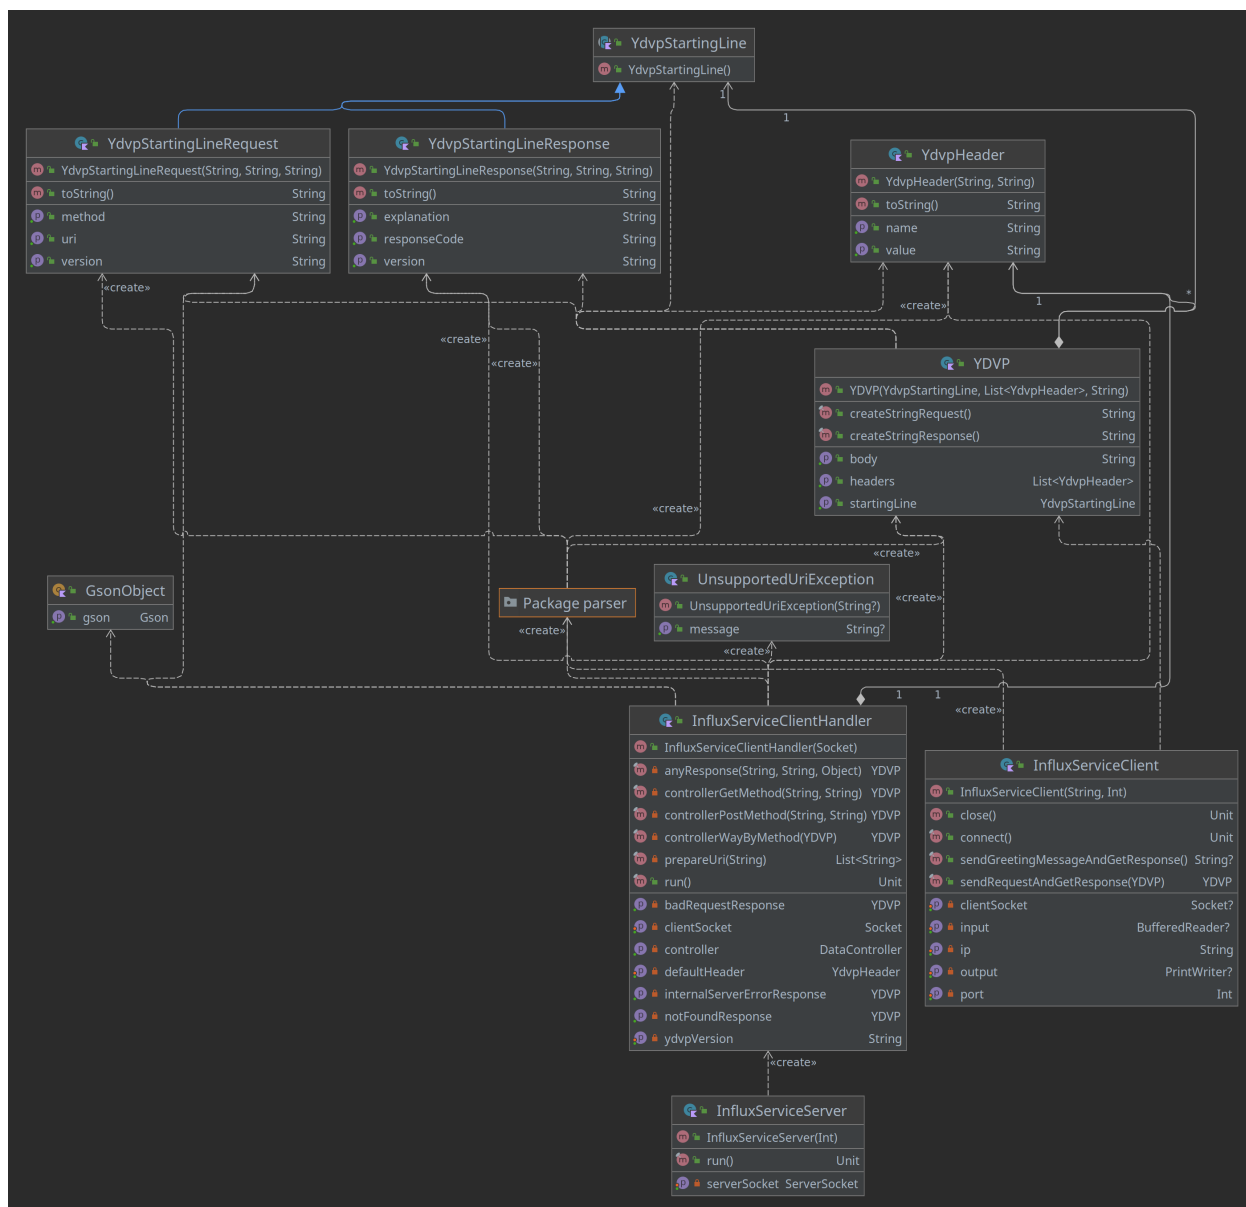 YdvpStartingLine
YdvpStartingLine()
1
1
YdvpStartingLineRequest
YdvpStartingLineRequest(String, String, String)
toString() String
method String
uri String
version String
YdvpStartingLineResponse
YdvpStartingLineResponse(String, String, String)
toString() String
explanation String
responseCode String
version String
YdvpHeader
YdvpHeader(String, String)
toString() String
name String
value String
«create»
«create»
1
*
«create»
«create»
YDVP
YDVP(YdvpStartingLine, List<YdvpHeader>, String)
createStringRequest() String
createStringResponse() String
body String
headers List<YdvpHeader>
startingLine YdvpStartingLine
«create»
«create»
GsonObject
gson Gson
Package parser
«create»
UnsupportedUriException
UnsupportedUriException(String?)
message String?
«create»
«create»
1
1
«create»
InfluxServiceClientHandler
InfluxServiceClientHandler(Socket)
anyResponse(String, String, Object) YDVP
controllerGetMethod(String, String) YDVP
controllerPostMethod(String, String) YDVP
controllerWayByMethod(YDVP) YDVP
prepareUri(String) List<String>
run() Unit
badRequestResponse YDVP
clientSocket Socket
controller DataController
defaultHeader YdvpHeader
internalServerErrorResponse YDVP
notFoundResponse YDVP
ydvpVersion String
InfluxServiceClient
InfluxServiceClient(String, Int)
close() Unit
connect() Unit
sendGreetingMessageAndGetResponse() String?
sendRequestAndGetResponse(YDVP) YDVP
clientSocket Socket?
input BufferedReader?
ip String
output PrintWriter?
port Int
«create»
InfluxServiceServer
InfluxServiceServer(Int)
run() Unit
serverSocket ServerSocket